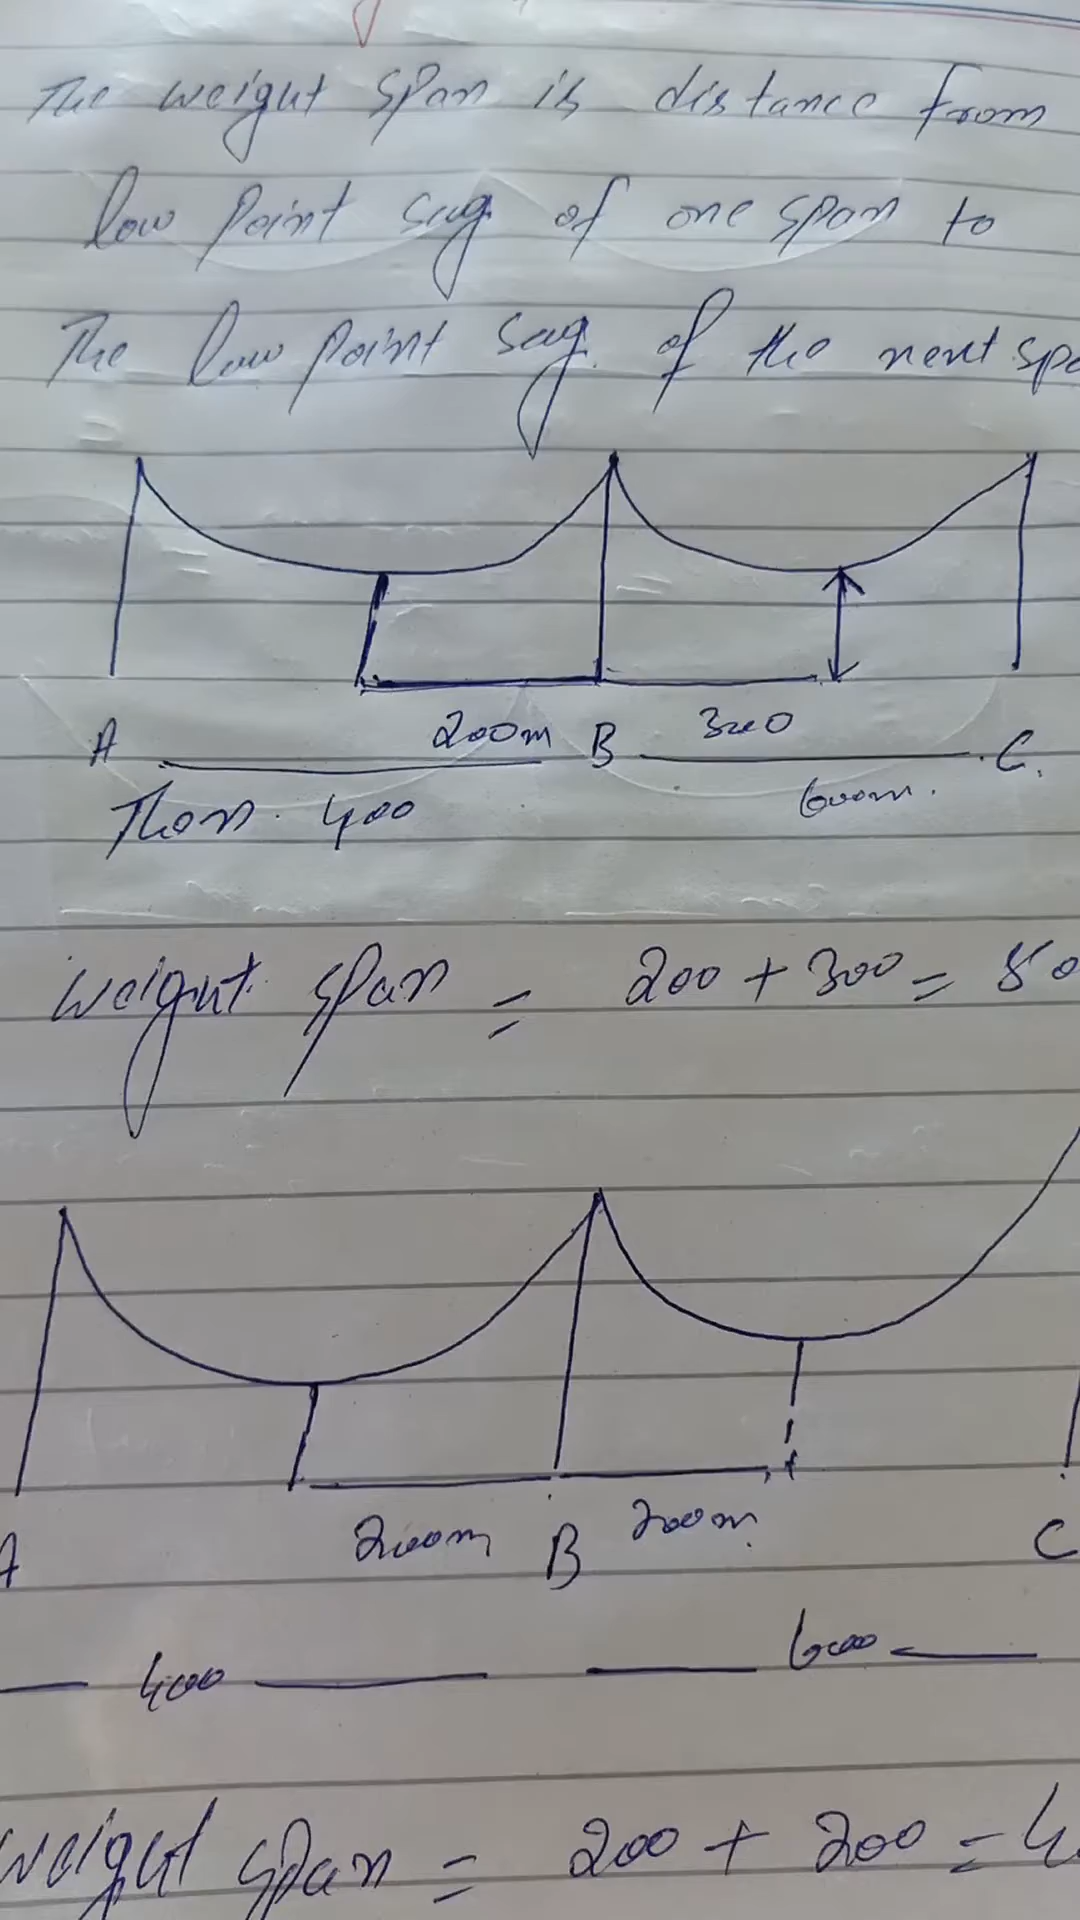 The weight span is distance from
low point sag of one span to
The low point sag of the next spa
200m 300
A B C.
Then 400 600m.
weight span = 200 + 300 = 50
200m 200m
A B C
400 600
weight span = 200 + 200 = 4